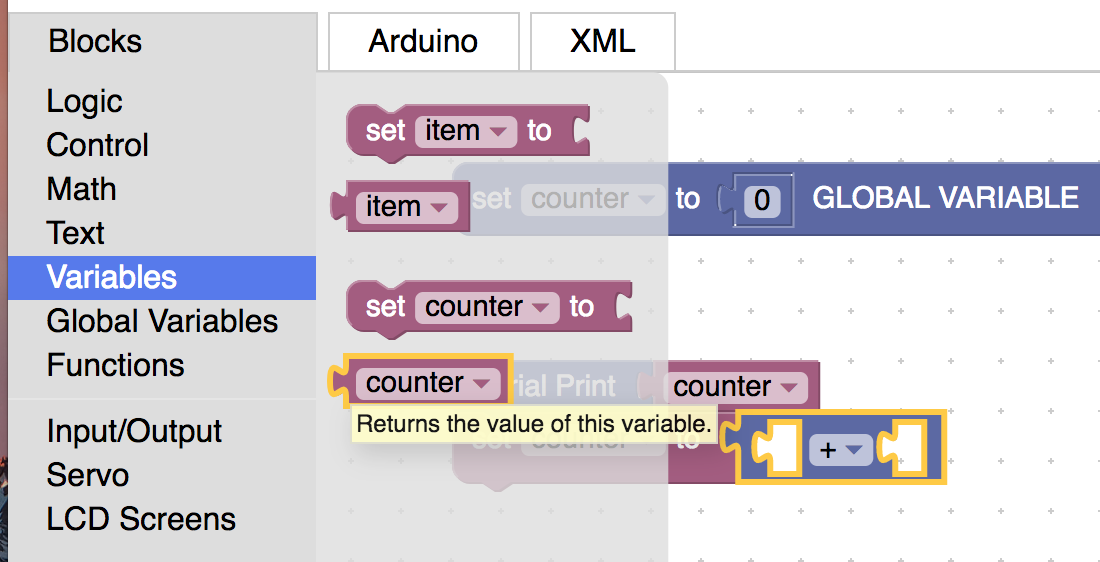 Blocks
Arduino
XML
Logic
Control
Math
Text
Variables
Global Variables
Functions
Input/Output
Servo
LCD Screens
set item to
item
set counter to 0 GLOBAL VARIABLE
set counter to
counter
rial Print counter
Returns the value of this variable.
set counter to +